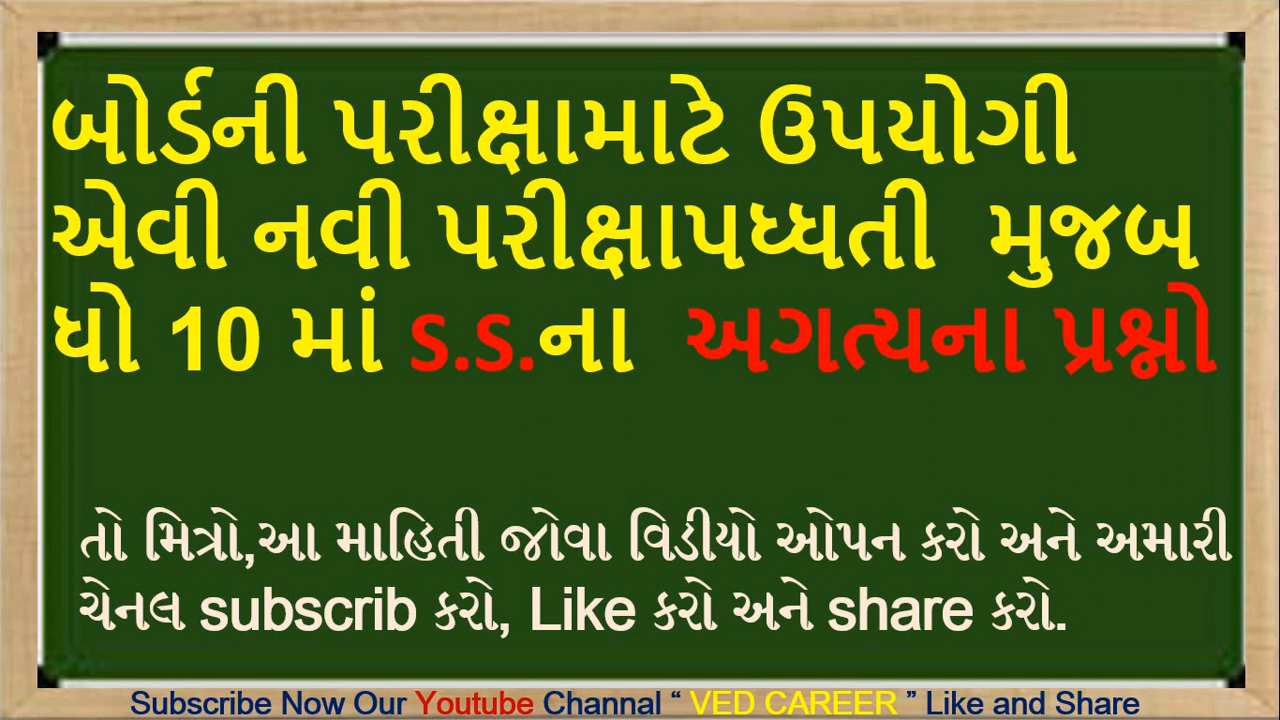 બોર્ડની પરીક્ષામાટે ઉપયોગી
એવી નવી પરીક્ષાપધ્ધતી મુજબ
ધો 10 માં S.S.ના અગત્યના પ્રશ્નો
તો મિત્રો,આ માહિતી જોવા વિડીયો ઓપન કરો અને અમારી
ચેનલ subscrib કરો, Like કરો અને share કરો.
Subscribe Now Our Youtube Channal “ VED CAREER ” Like and Share